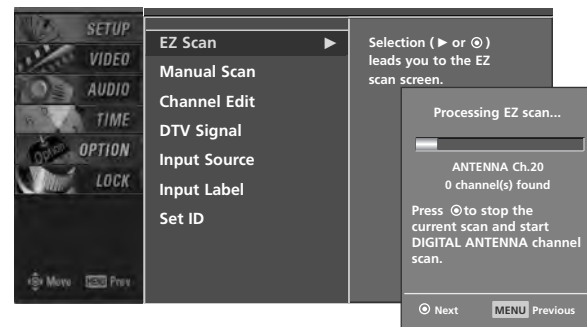 SETUP
VIDEO
AUDIO
TIME
OPTION
LOCK
Move MENU Prev
EZ Scan ▶
Manual Scan
Channel Edit
DTV Signal
Input Source
Input Label
Set ID
Selection ( ▶ or ⊙ )
leads you to the EZ
scan screen.
Processing EZ scan...
ANTENNA Ch.20
0 channel(s) found
Press ⊙ to stop the
current scan and start
DIGITAL ANTENNA channel
scan.
⊙ Next MENU Previous